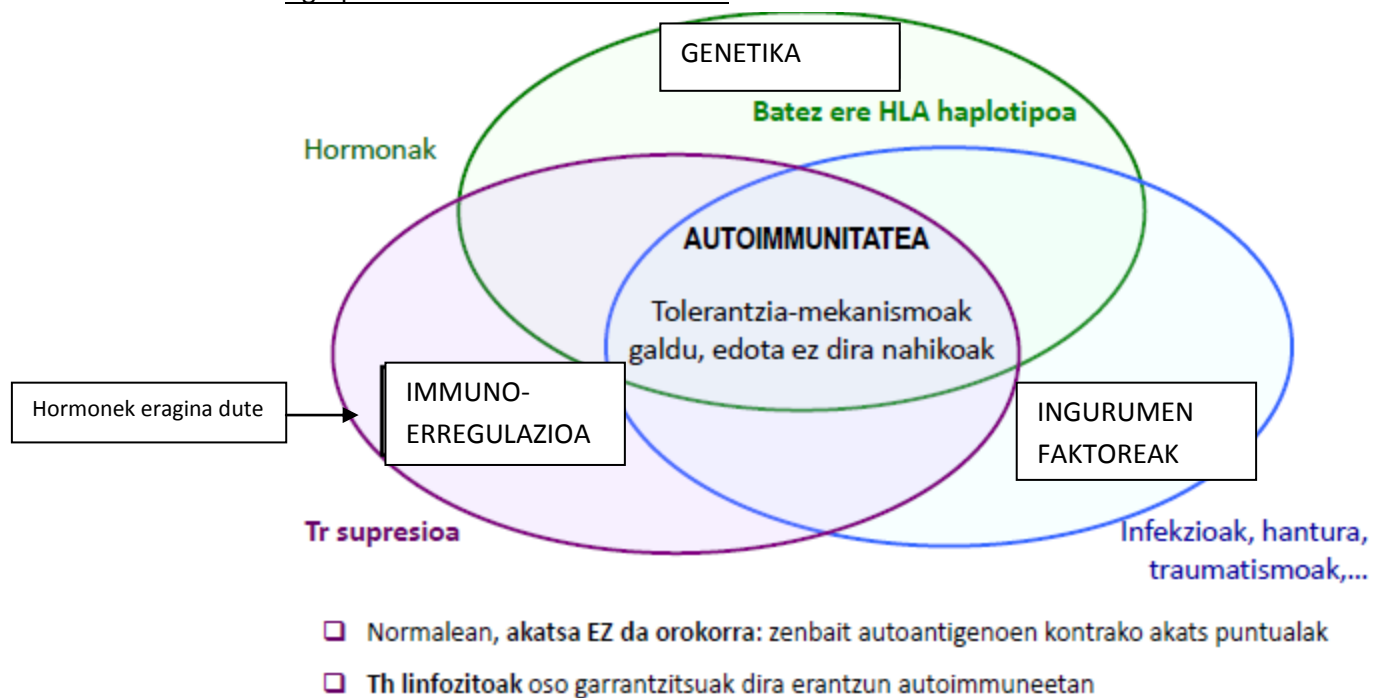 GENETIKA
Batez ere HLA haplotipoa
Hormonak
AUTOIMMUNITATEA
Tolerantzia-mekanismoak
galdu, edota ez dira nahikoak
Hormonek eragina dute
IMMUNO-
ERREGULAZIOA
INGURUMEN
FAKTOREAK
Tr supresioa
Infekzioak, hantura,
traumatismoak,...
Normalean, akatsa EZ da orokorra: zenbait autoantigenoen kontrako akats puntualak
Th linfozitoak oso garrantzitsuak dira erantzun autoimmuneetan